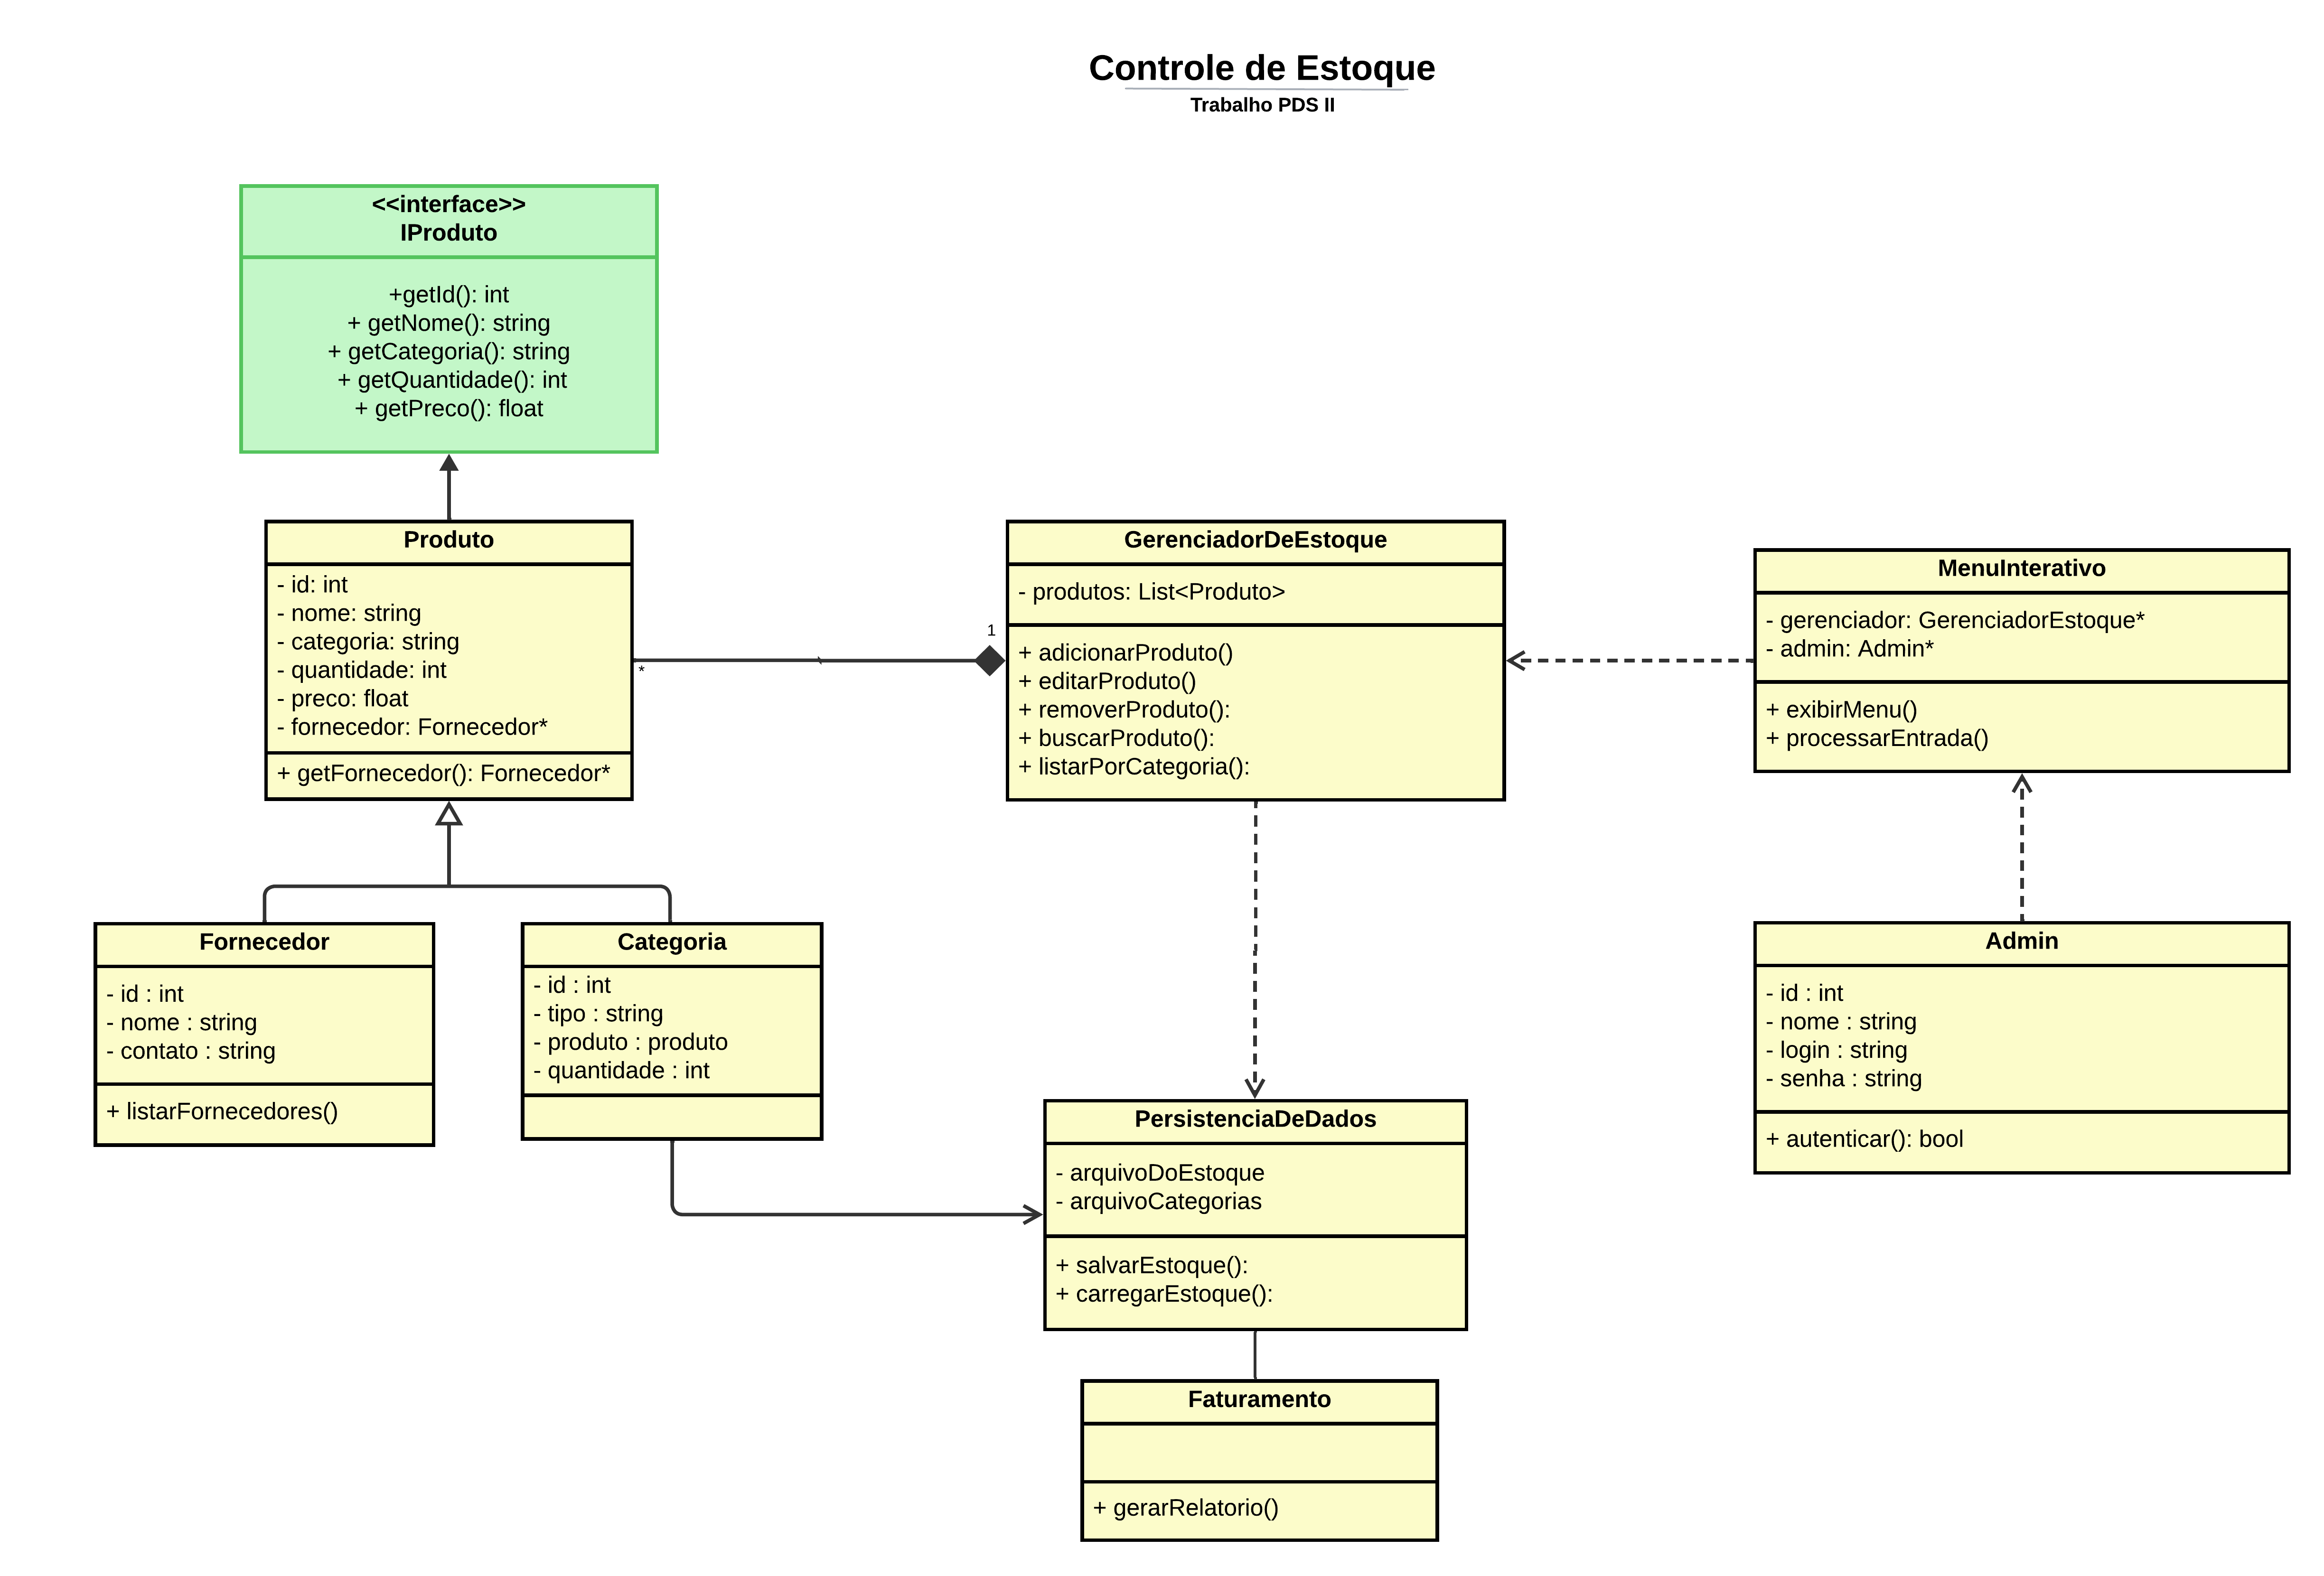 Controle de Estoque
Trabalho PDS II
<<interface>>
IProduto
+getId(): int
+ getNome(): string
+ getCategoria(): string
+ getQuantidade(): int
+ getPreco(): float
Produto
- id: int
- nome: string
- categoria: string
- quantidade: int
- preco: float
- fornecedor: Fornecedor*
+ getFornecedor(): Fornecedor*
*
1
GerenciadorDeEstoque
- produtos: List<Produto>
+ adicionarProduto()
+ editarProduto()
+ removerProduto():
+ buscarProduto():
+ listarPorCategoria():
MenuInterativo
- gerenciador: GerenciadorEstoque*
- admin: Admin*
+ exibirMenu()
+ processarEntrada()
Fornecedor
- id : int
- nome : string
- contato : string
+ listarFornecedores()
Categoria
- id : int
- tipo : string
- produto : produto
- quantidade : int
Admin
- id : int
- nome : string
- login : string
- senha : string
+ autenticar(): bool
PersistenciaDeDados
- arquivoDoEstoque
- arquivoCategorias
+ salvarEstoque():
+ carregarEstoque():
Faturamento
+ gerarRelatorio()